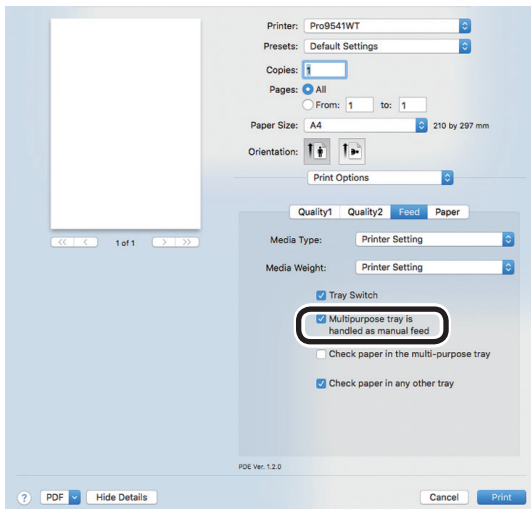 Printer: Pro9541WT
Presets: Default Settings
Copies: 1
Pages: All
From: 1 to: 1
Paper Size: A4 210 by 297 mm
Orientation:
Print Options
Quality1 Quality2 Feed Paper
<< < 1 of 1 > >>
Media Type: Printer Setting
Media Weight: Printer Setting
Tray Switch
Multipurpose tray is
handled as manual feed
Check paper in the multi-purpose tray
Check paper in any other tray
PDE Ver. 1.2.0
? PDF Hide Details Cancel Print